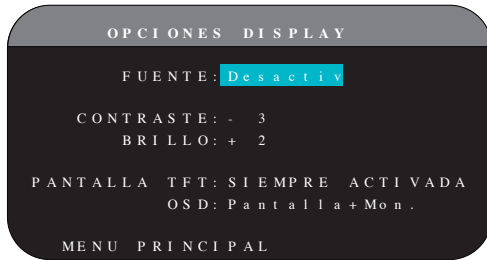 OPCIONES DISPLAY
FUENTE: Desactiv
CONTRASTE: - 3
BRILLO: + 2
PANTALLA TFT: SIEMPRE ACTIVADA
OSD: Pantalla+Mon.
MENU PRINCIPAL